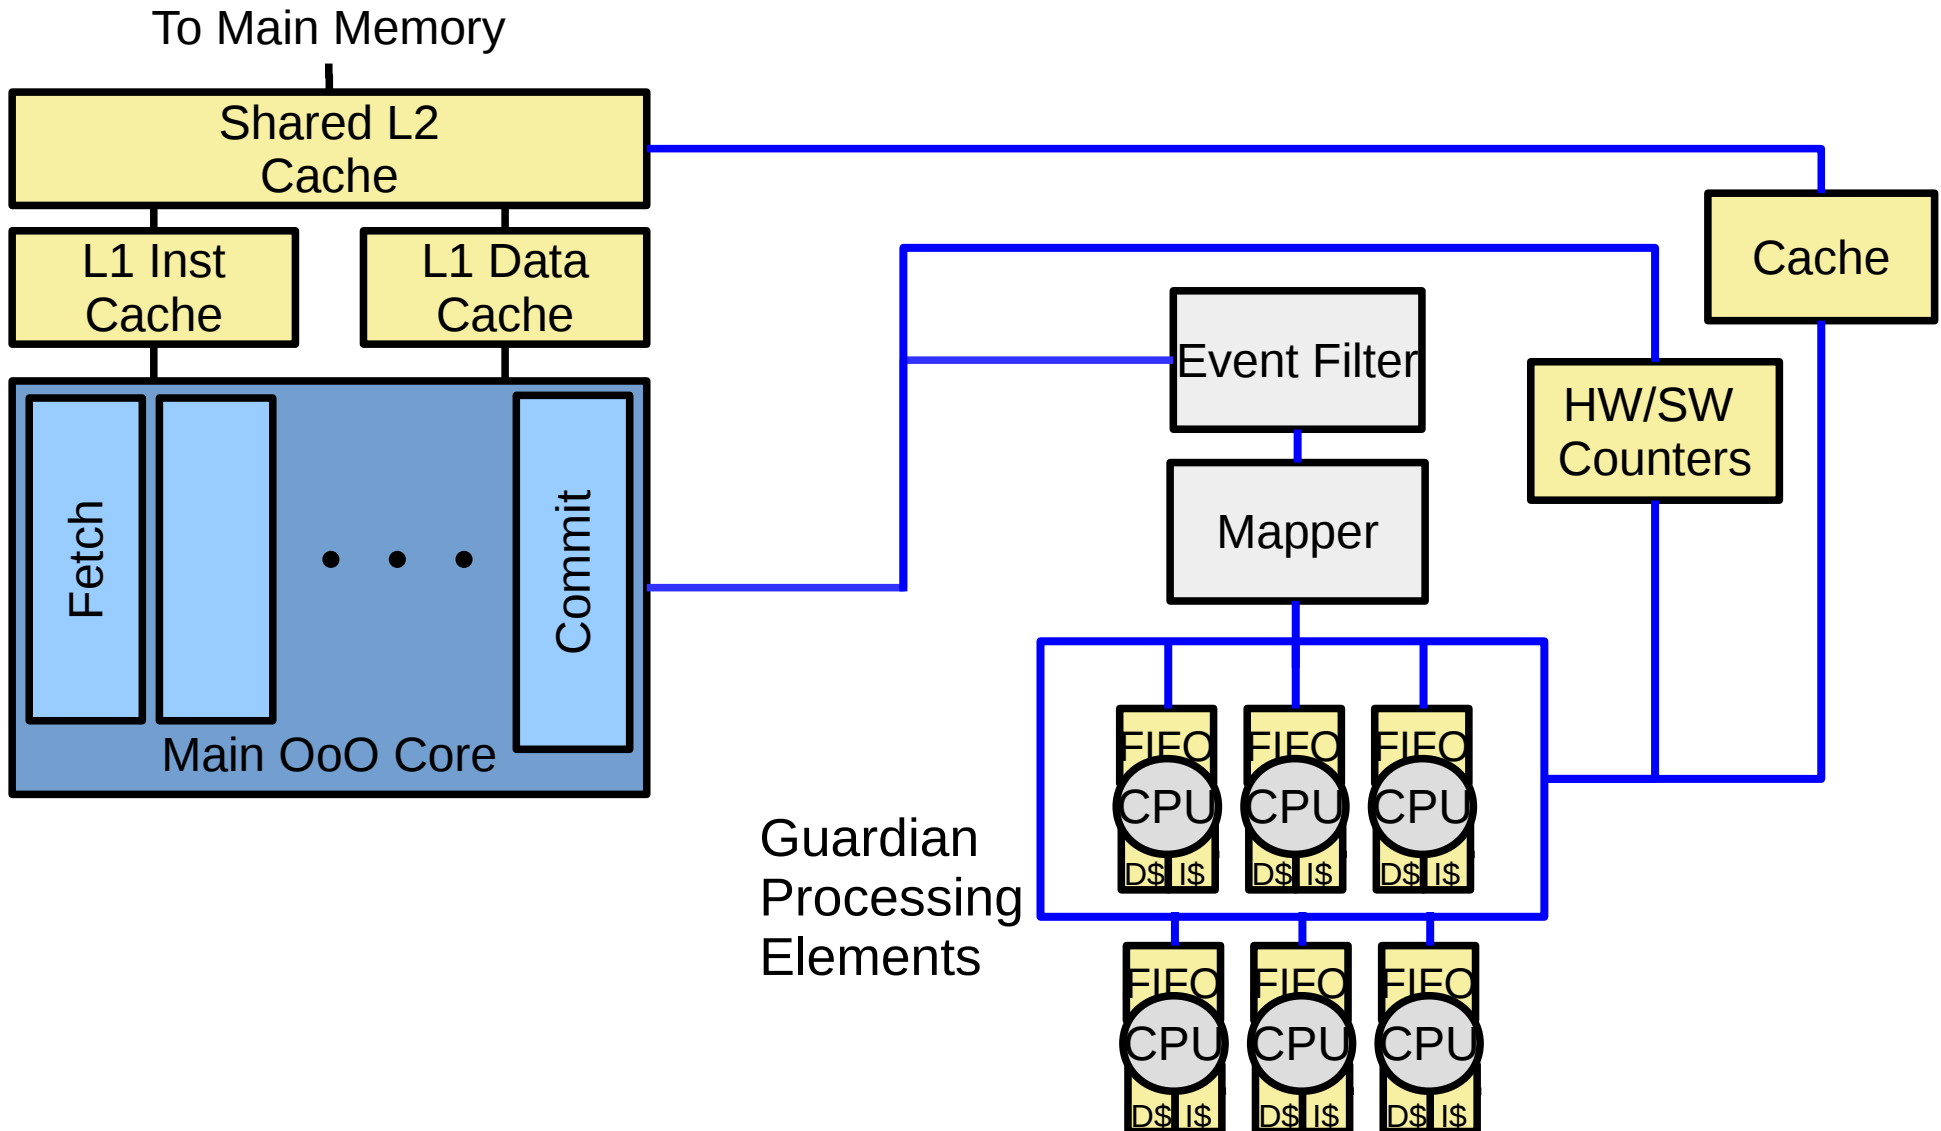 To Main Memory
Shared L2
Cache
L1 Inst
Cache
L1 Data
Cache
Fetch
Commit
Main OoO Core
Event Filter
Mapper
HW/SW
Counters
Cache
Guardian
Processing
Elements
FIFO
CPU
D$ I$
FIFO
CPU
D$ I$
FIFO
CPU
D$ I$
FIFO
CPU
D$ I$
FIFO
CPU
D$ I$
FIFO
CPU
D$ I$